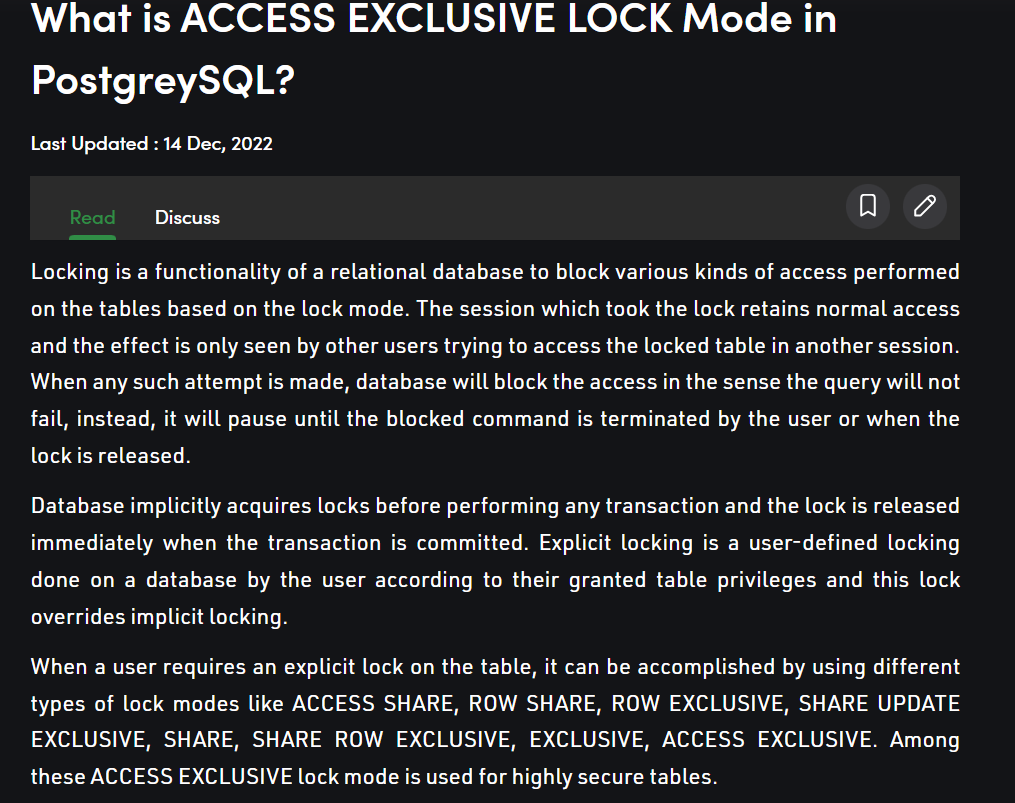 What is ACCESS EXCLUSIVE LOCK Mode in
PostgreySQL?
Last Updated : 14 Dec, 2022
Read Discuss
Locking is a functionality of a relational database to block various kinds of access performed
on the tables based on the lock mode. The session which took the lock retains normal access
and the effect is only seen by other users trying to access the locked table in another session.
When any such attempt is made, database will block the access in the sense the query will not
fail, instead, it will pause until the blocked command is terminated by the user or when the
lock is released.
Database implicitly acquires locks before performing any transaction and the lock is released
immediately when the transaction is committed. Explicit locking is a user-defined locking
done on a database by the user according to their granted table privileges and this lock
overrides implicit locking.
When a user requires an explicit lock on the table, it can be accomplished by using different
types of lock modes like ACCESS SHARE, ROW SHARE, ROW EXCLUSIVE, SHARE UPDATE
EXCLUSIVE, SHARE, SHARE ROW EXCLUSIVE, EXCLUSIVE, ACCESS EXCLUSIVE. Among
these ACCESS EXCLUSIVE lock mode is used for highly secure tables.